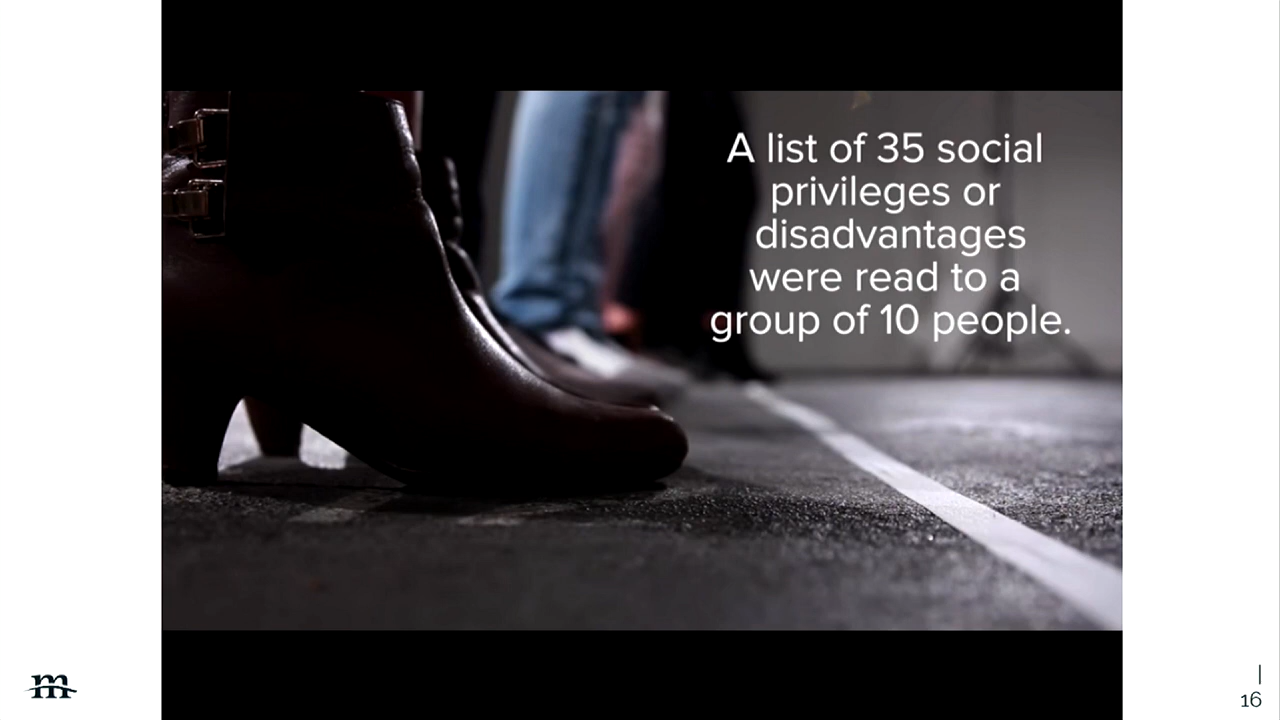 A list of 35 social
privileges or
disadvantages
were read to a
group of 10 people.
m
16